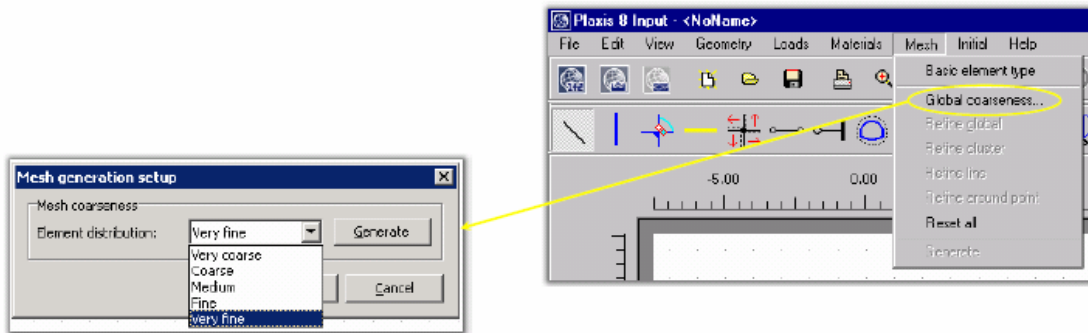 Plaxis 8 Input - <NoName>
File Edit View Geometry Loads Materials Mesh Initial Help
Basic element type
Global coarseness...
Refine global
Refine cluster
Refine line
Refine around point
Reset all
Generate
-5.00 0.00
Mesh generation setup
Mesh coarseness
Element distribution: Very fine Generate
Very coarse
Coarse
Medium
Fine
Very fine
Cancel